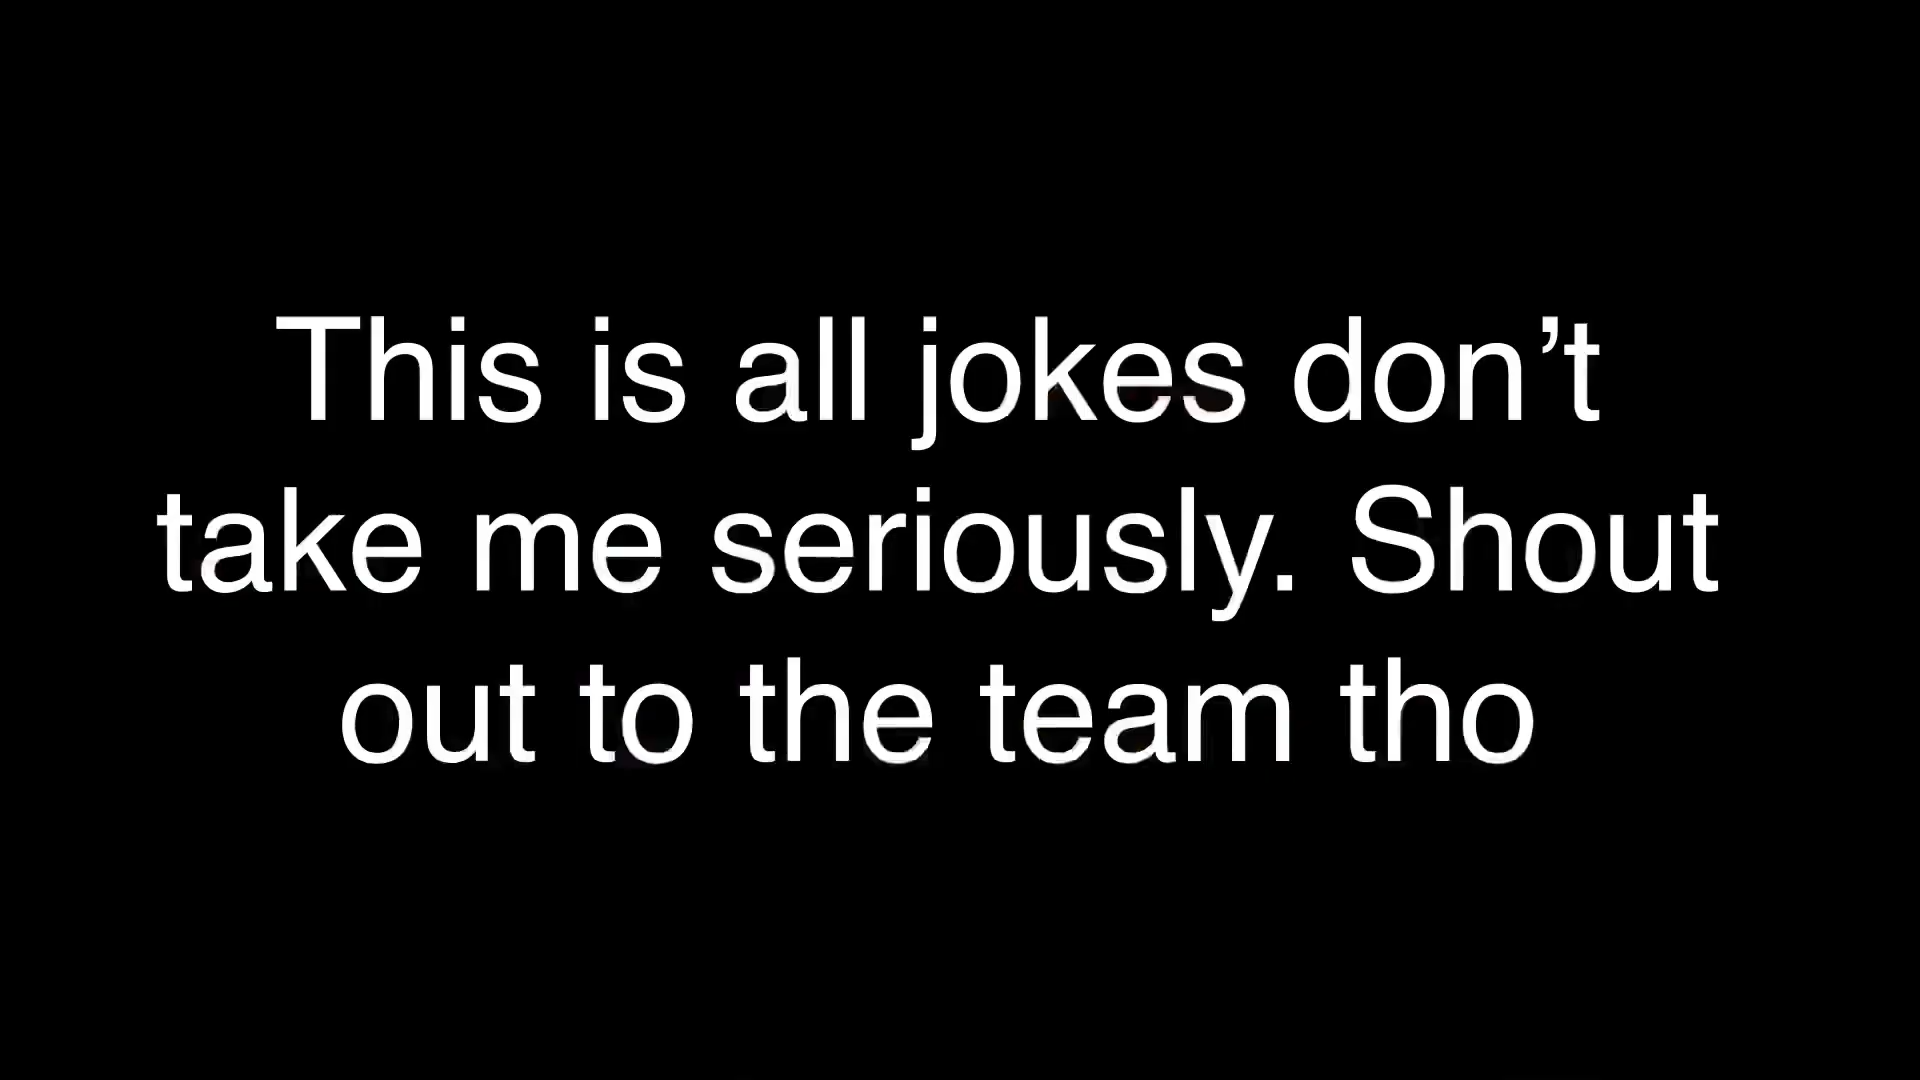 This is all jokes don’t
take me seriously. Shout
out to the team tho